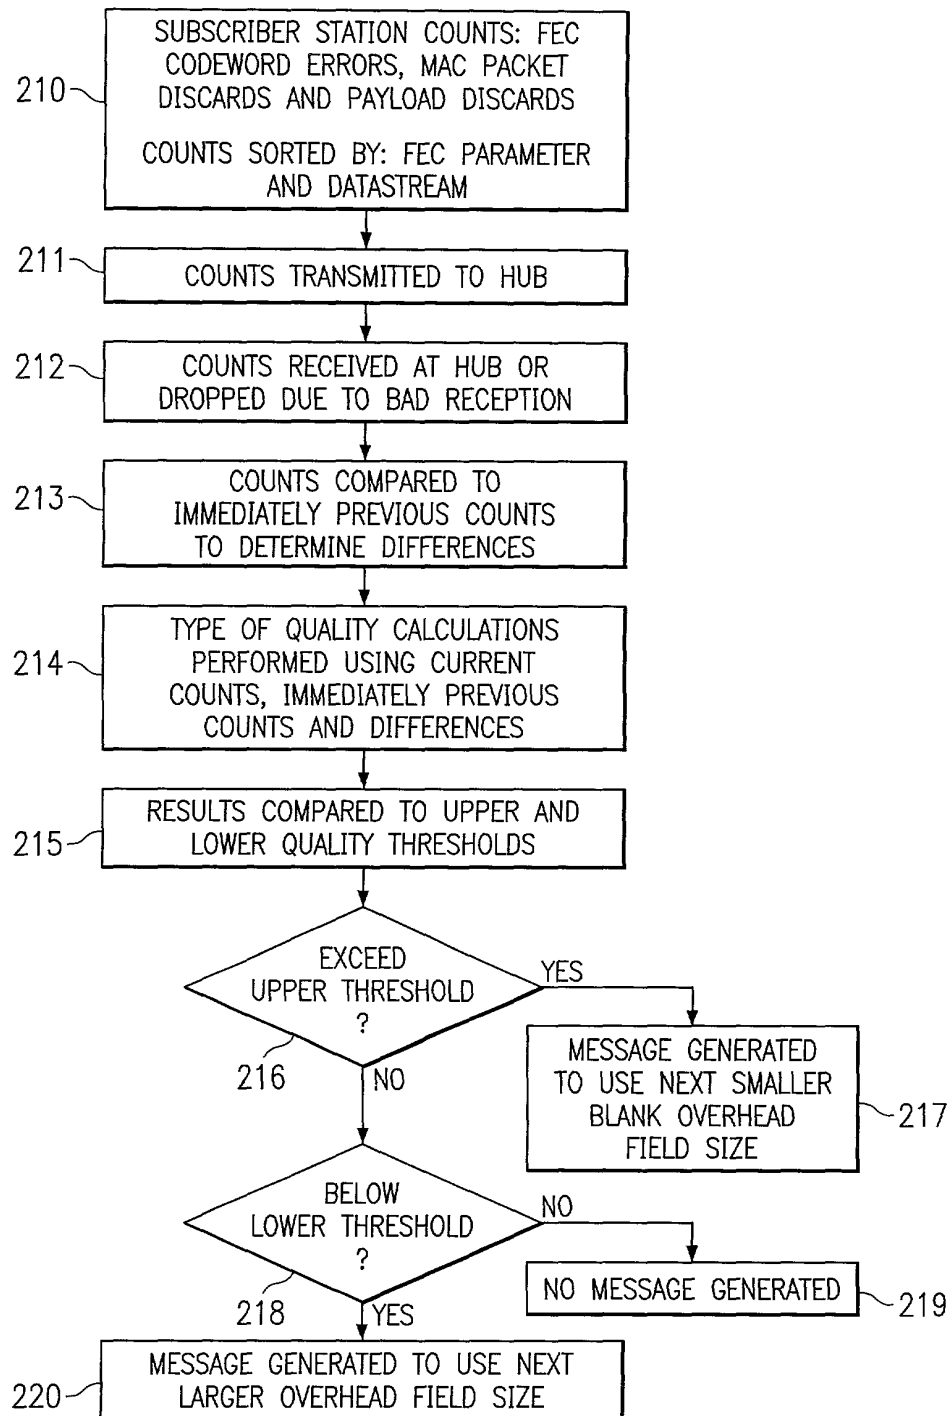 SUBSCRIBER STATION COUNTS: FEC
CODEWORD ERRORS, MAC PACKET
DISCARDS AND PAYLOAD DISCARDS
COUNTS SORTED BY: FEC PARAMETER
AND DATASTREAM
210
211
COUNTS TRANSMITTED TO HUB
212
COUNTS RECEIVED AT HUB OR
DROPPED DUE TO BAD RECEPTION
213
COUNTS COMPARED TO
IMMEDIATELY PREVIOUS COUNTS
TO DETERMINE DIFFERENCES
214
TYPE OF QUALITY CALCULATIONS
PERFORMED USING CURRENT
COUNTS, IMMEDIATELY PREVIOUS
COUNTS AND DIFFERENCES
215
RESULTS COMPARED TO UPPER AND
LOWER QUALITY THRESHOLDS
EXCEED
UPPER THRESHOLD
?
216
YES
NO
MESSAGE GENERATED
TO USE NEXT SMALLER
BLANK OVERHEAD
FIELD SIZE
217
BELOW
LOWER THRESHOLD
?
218
NO
YES
NO MESSAGE GENERATED
219
220
MESSAGE GENERATED TO USE NEXT
LARGER OVERHEAD FIELD SIZE